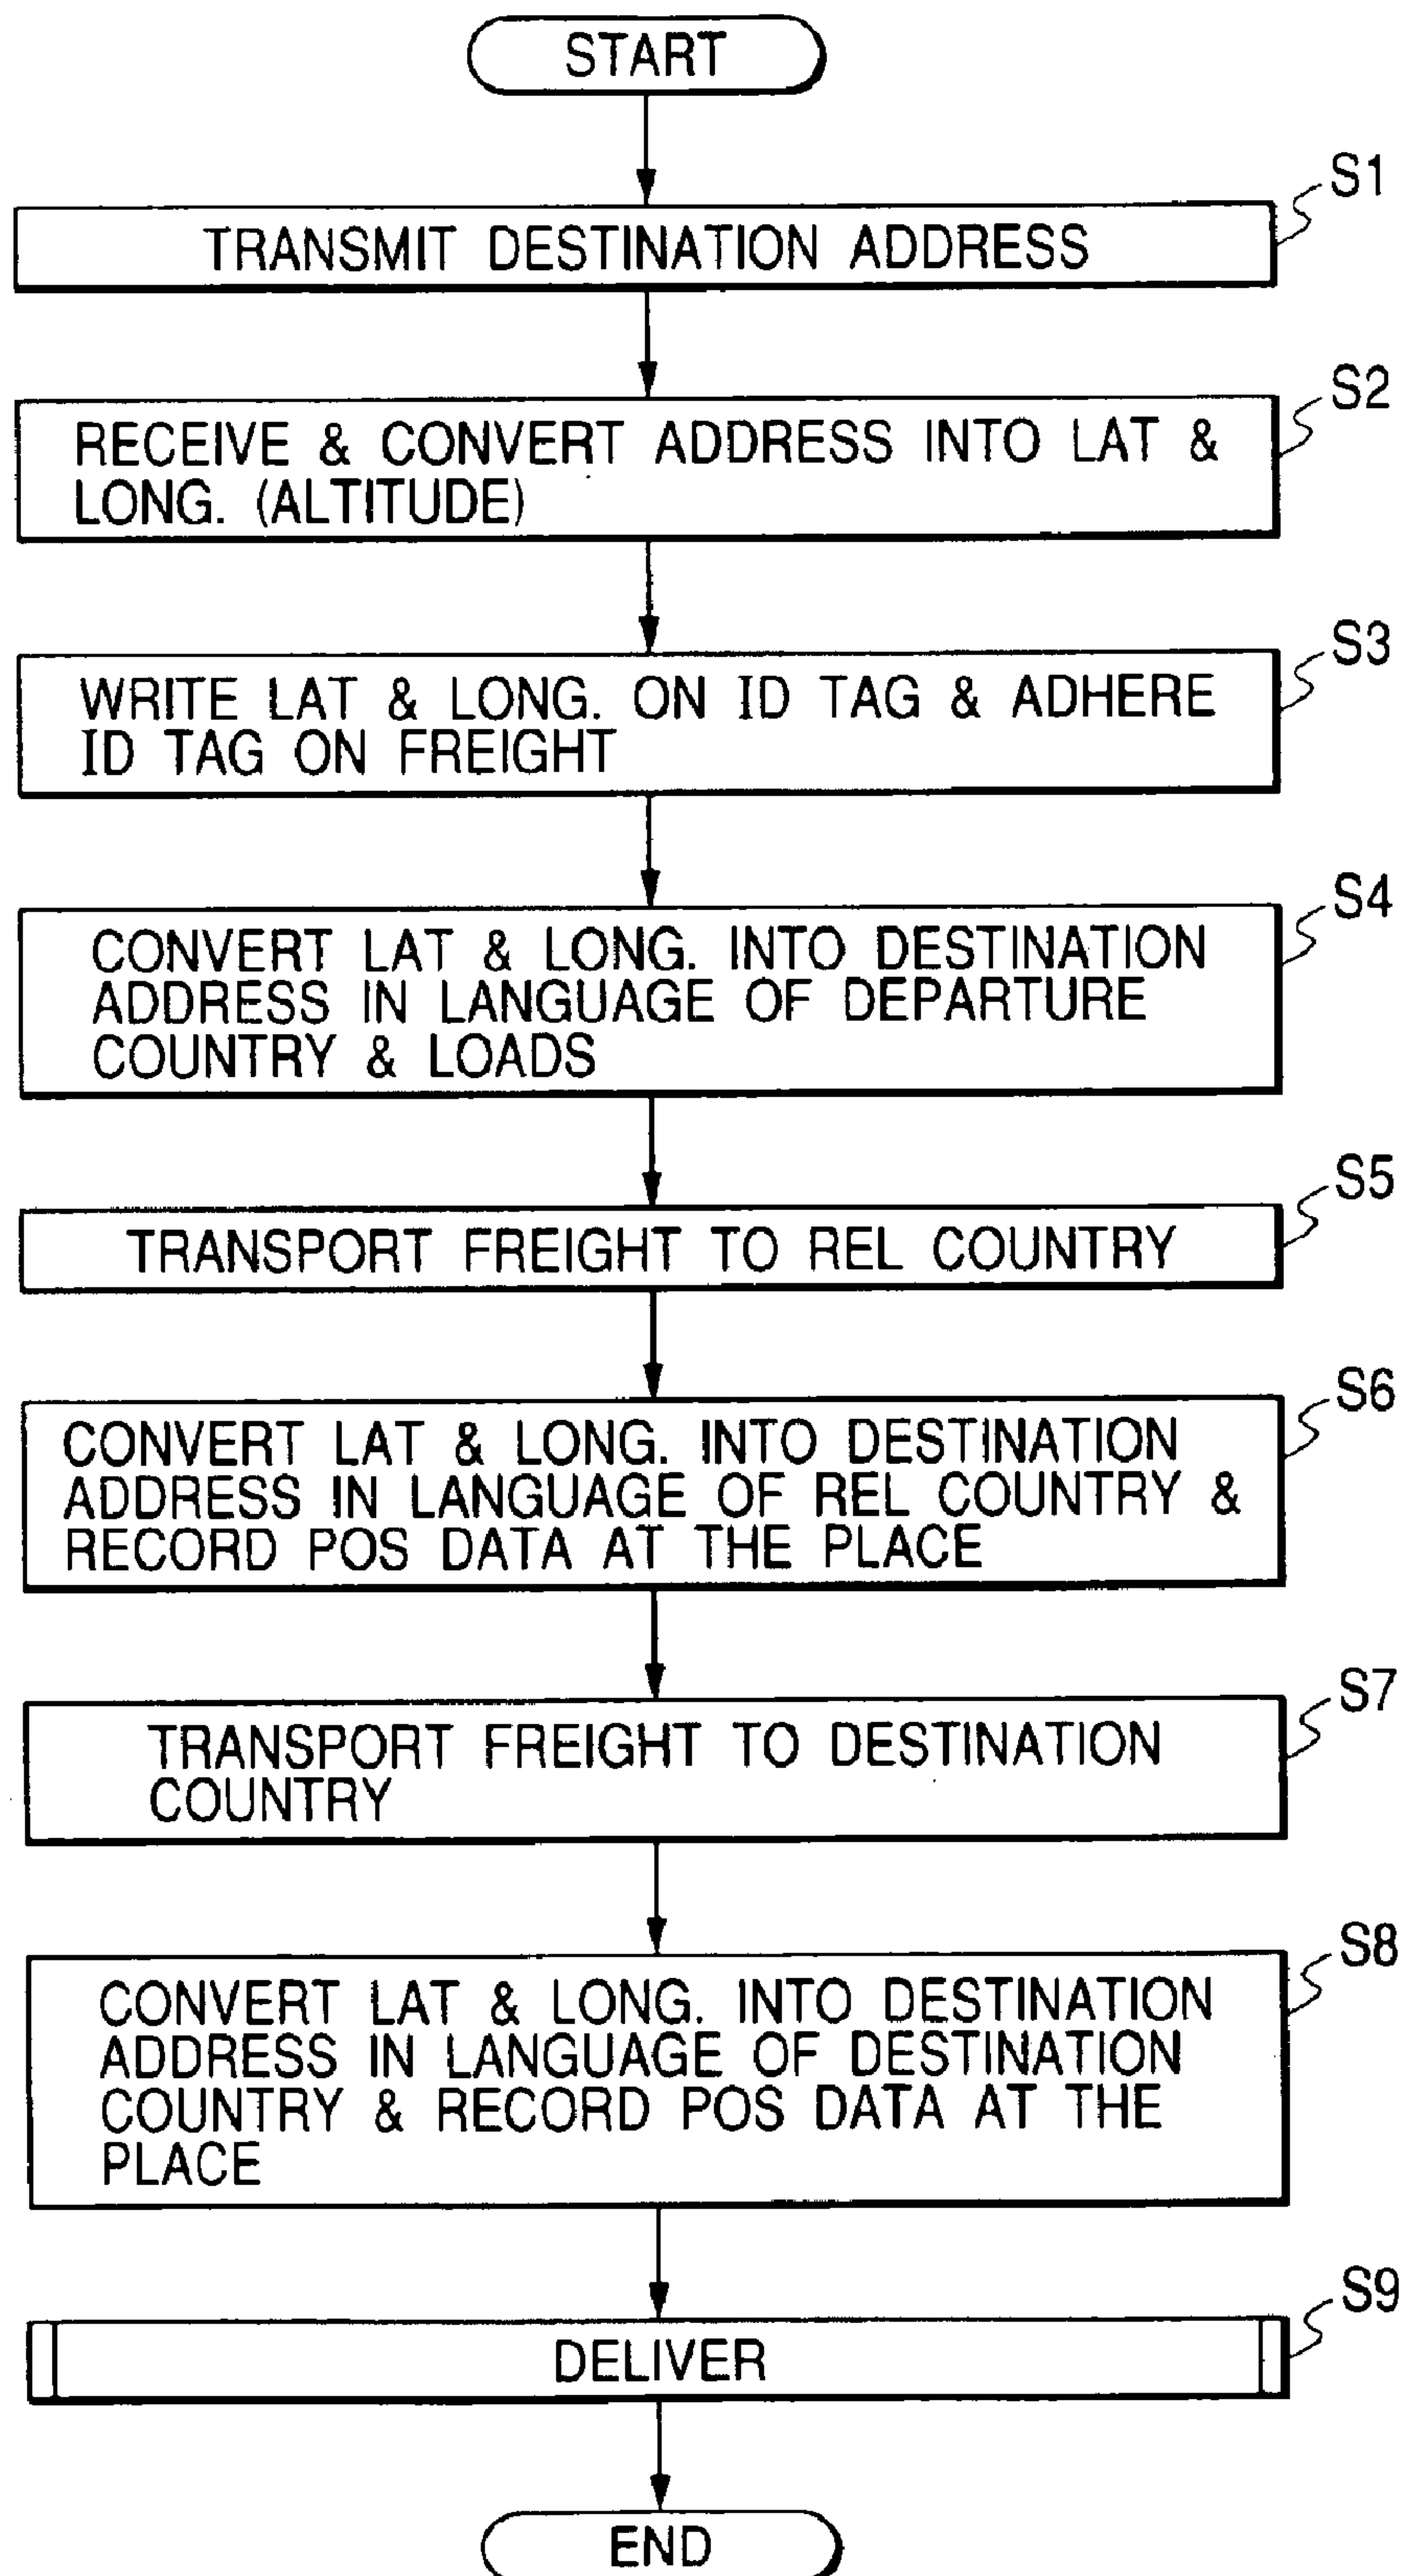 START
S1
TRANSMIT DESTINATION ADDRESS
S2
RECEIVE & CONVERT ADDRESS INTO LAT &
LONG. (ALTITUDE)
S3
WRITE LAT & LONG. ON ID TAG & ADHERE
ID TAG ON FREIGHT
S4
CONVERT LAT & LONG. INTO DESTINATION
ADDRESS IN LANGUAGE OF DEPARTURE
COUNTRY & LOADS
S5
TRANSPORT FREIGHT TO REL COUNTRY
S6
CONVERT LAT & LONG. INTO DESTINATION
ADDRESS IN LANGUAGE OF REL COUNTRY &
RECORD POS DATA AT THE PLACE
S7
TRANSPORT FREIGHT TO DESTINATION
COUNTRY
S8
CONVERT LAT & LONG. INTO DESTINATION
ADDRESS IN LANGUAGE OF DESTINATION
COUNTRY & RECORD POS DATA AT THE
PLACE
S9
DELIVER
END